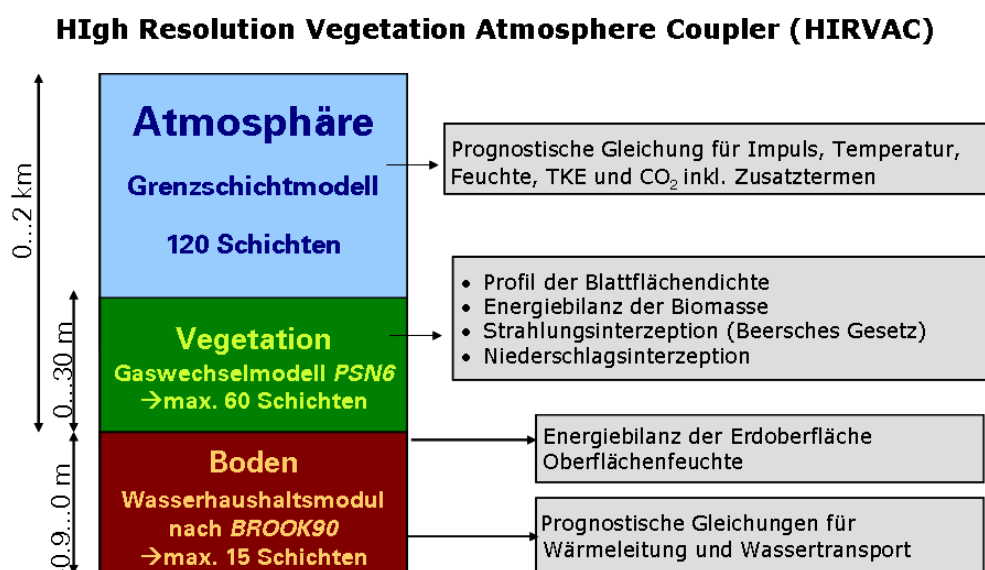 HIgh Resolution Vegetation Atmosphere Coupler (HIRVAC)
0...2 km
Atmosphäre
Grenzschichtmodell
120 Schichten
Prognostische Gleichung für Impuls, Temperatur,
Feuchte, TKE und CO₂ inkl. Zusatztermen
0...30 m
Vegetation
Gaswechselmodell PSN6
→max. 60 Schichten
• Profil der Blattflächendichte
• Energiebilanz der Biomasse
• Strahlungsinterzeption (Beersches Gesetz)
• Niederschlagsinterzeption
-0.9...0 m
Boden
Wasserhaushaltsmodul
nach BROOK90
→max. 15 Schichten
Energiebilanz der Erdoberfläche
Oberflächenfeuchte
Prognostische Gleichungen für
Wärmeleitung und Wassertransport